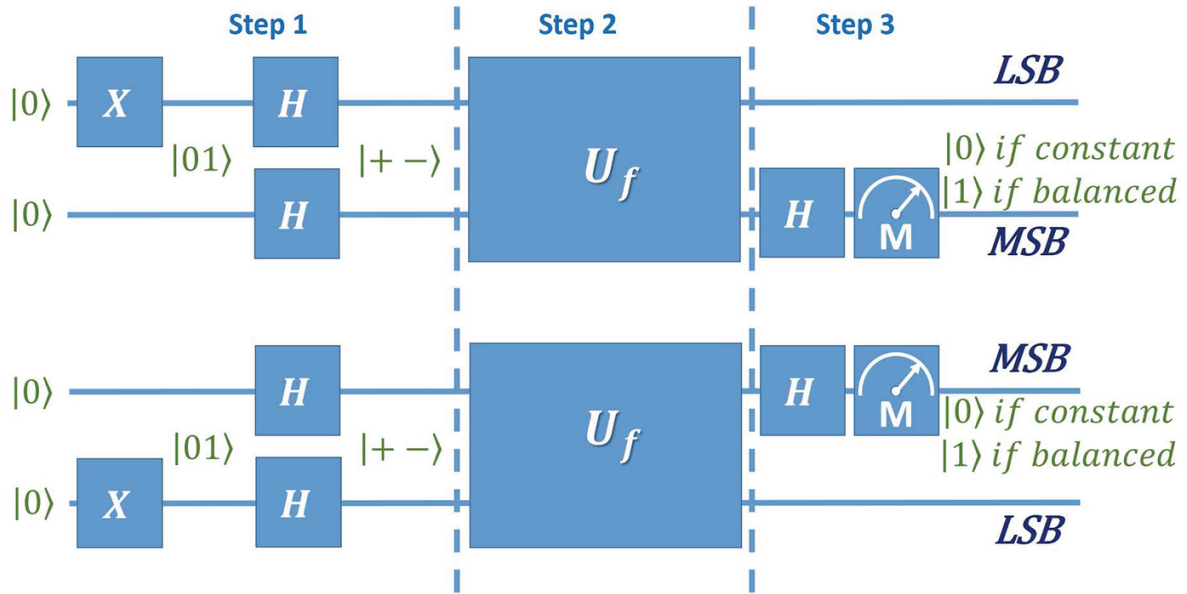 Step 1 Step 2 Step 3
LSB
|0⟩ X H
|01⟩ |+ −⟩ U_f |0⟩ if constant
|1⟩ if balanced
|0⟩ H H M
MSB
MSB
|0⟩ H H M
|0⟩ if constant
|01⟩ |+ −⟩ U_f
|1⟩ if balanced
|0⟩ X H
LSB